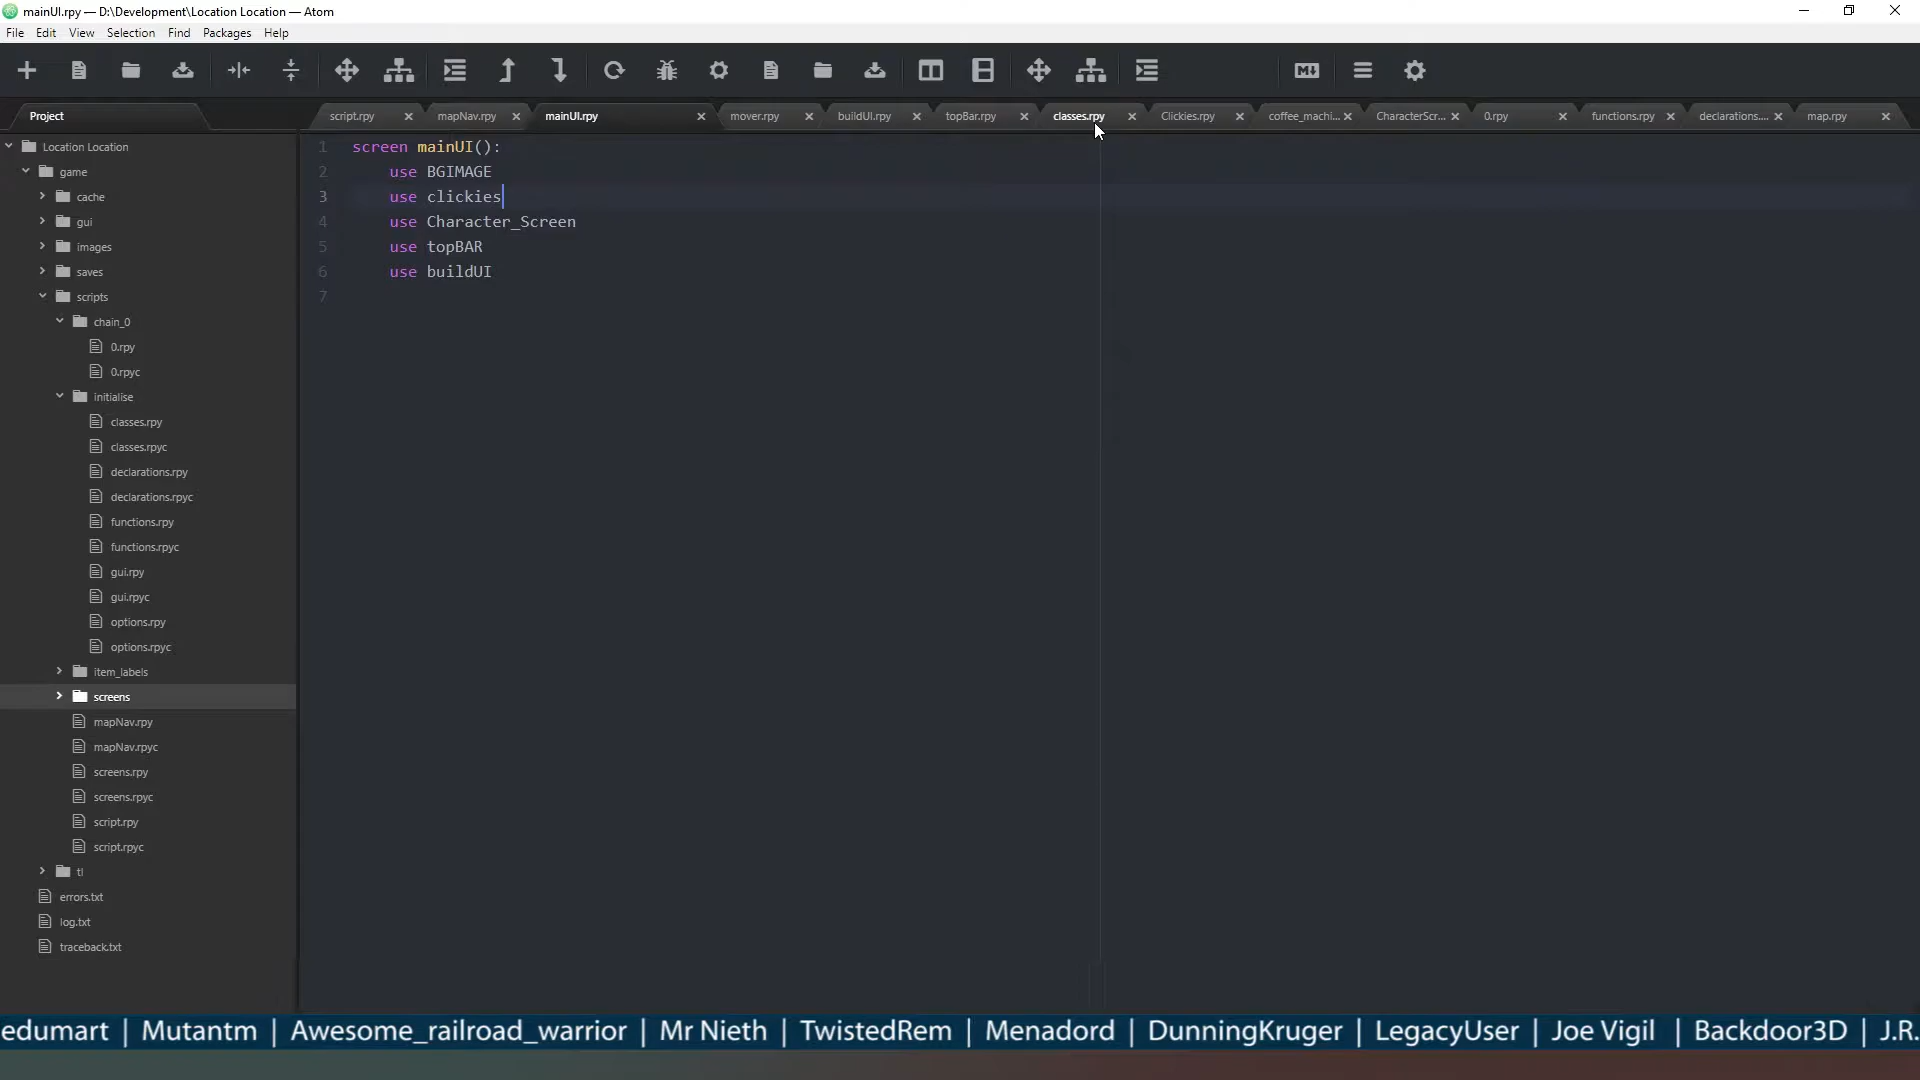 mainUI.rpy — D:\Development\Location Location — Atom
File Edit View Selection Find Packages Help
Project
script.rpy mapNav.rpy mainUI.rpy mover.rpy buildUI.rpy topBar.rpy classes.rpy Clickies.rpy coffee_machi... CharacterScr... 0.rpy functions.rpy declarations.... map.rpy
Location Location
game
cache
gui
images
saves
scripts
chain_0
0.rpy
0.rpyc
initialise
classes.rpy
classes.rpyc
declarations.rpy
declarations.rpyc
functions.rpy
functions.rpyc
gui.rpy
gui.rpyc
options.rpy
options.rpyc
item_labels
screens
mapNav.rpy
mapNav.rpyc
screens.rpy
screens.rpyc
script.rpy
script.rpyc
tl
errors.txt
log.txt
traceback.txt
1 screen mainUI():
2 use BGIMAGE
3 use clickies
4 use Character_Screen
5 use topBAR
6 use buildUI
7
edumart | Mutantm | Awesome_railroad_warrior | Mr Nieth | TwistedRem | Menadord | DunningKruger | LegacyUser | Joe Vigil | Backdoor3D | J.R.